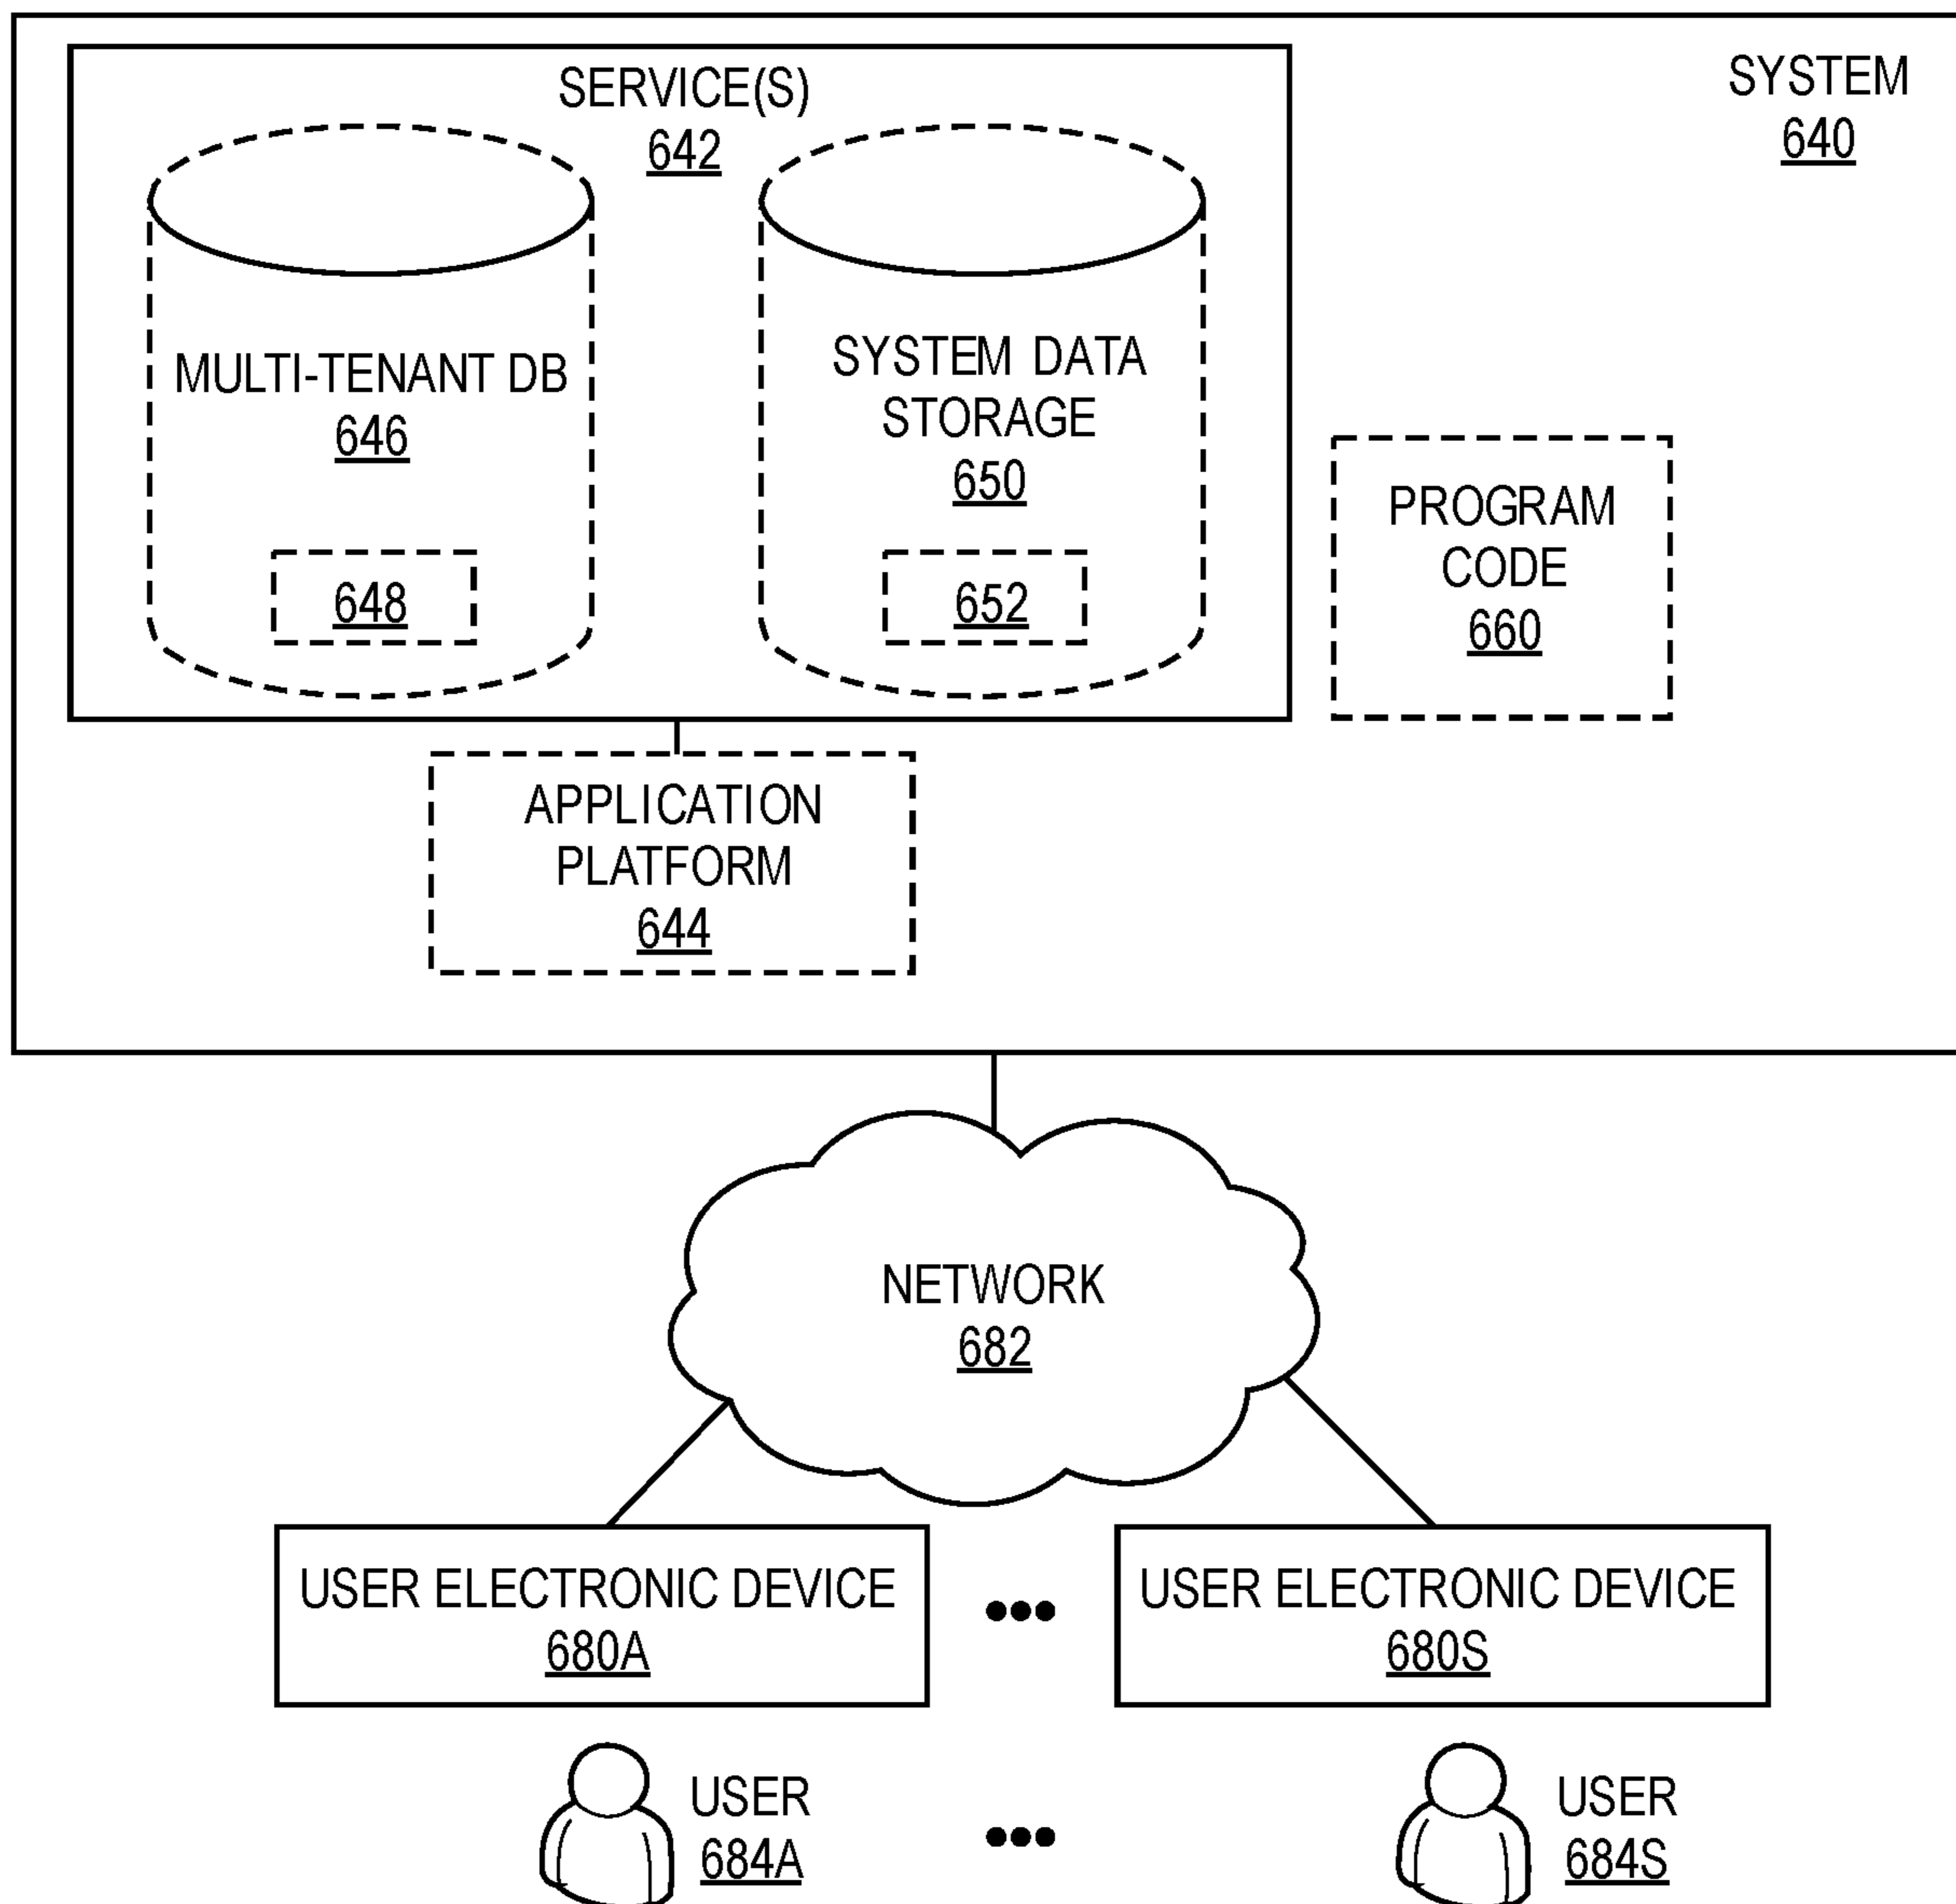 SERVICE(S)
642
SYSTEM
640
MULTI-TENANT DB
646
648
SYSTEM DATA
STORAGE
650
652
PROGRAM
CODE
660
APPLICATION
PLATFORM
644
NETWORK
682
USER ELECTRONIC DEVICE
680A
USER ELECTRONIC DEVICE
680S
USER
684A
USER
684S